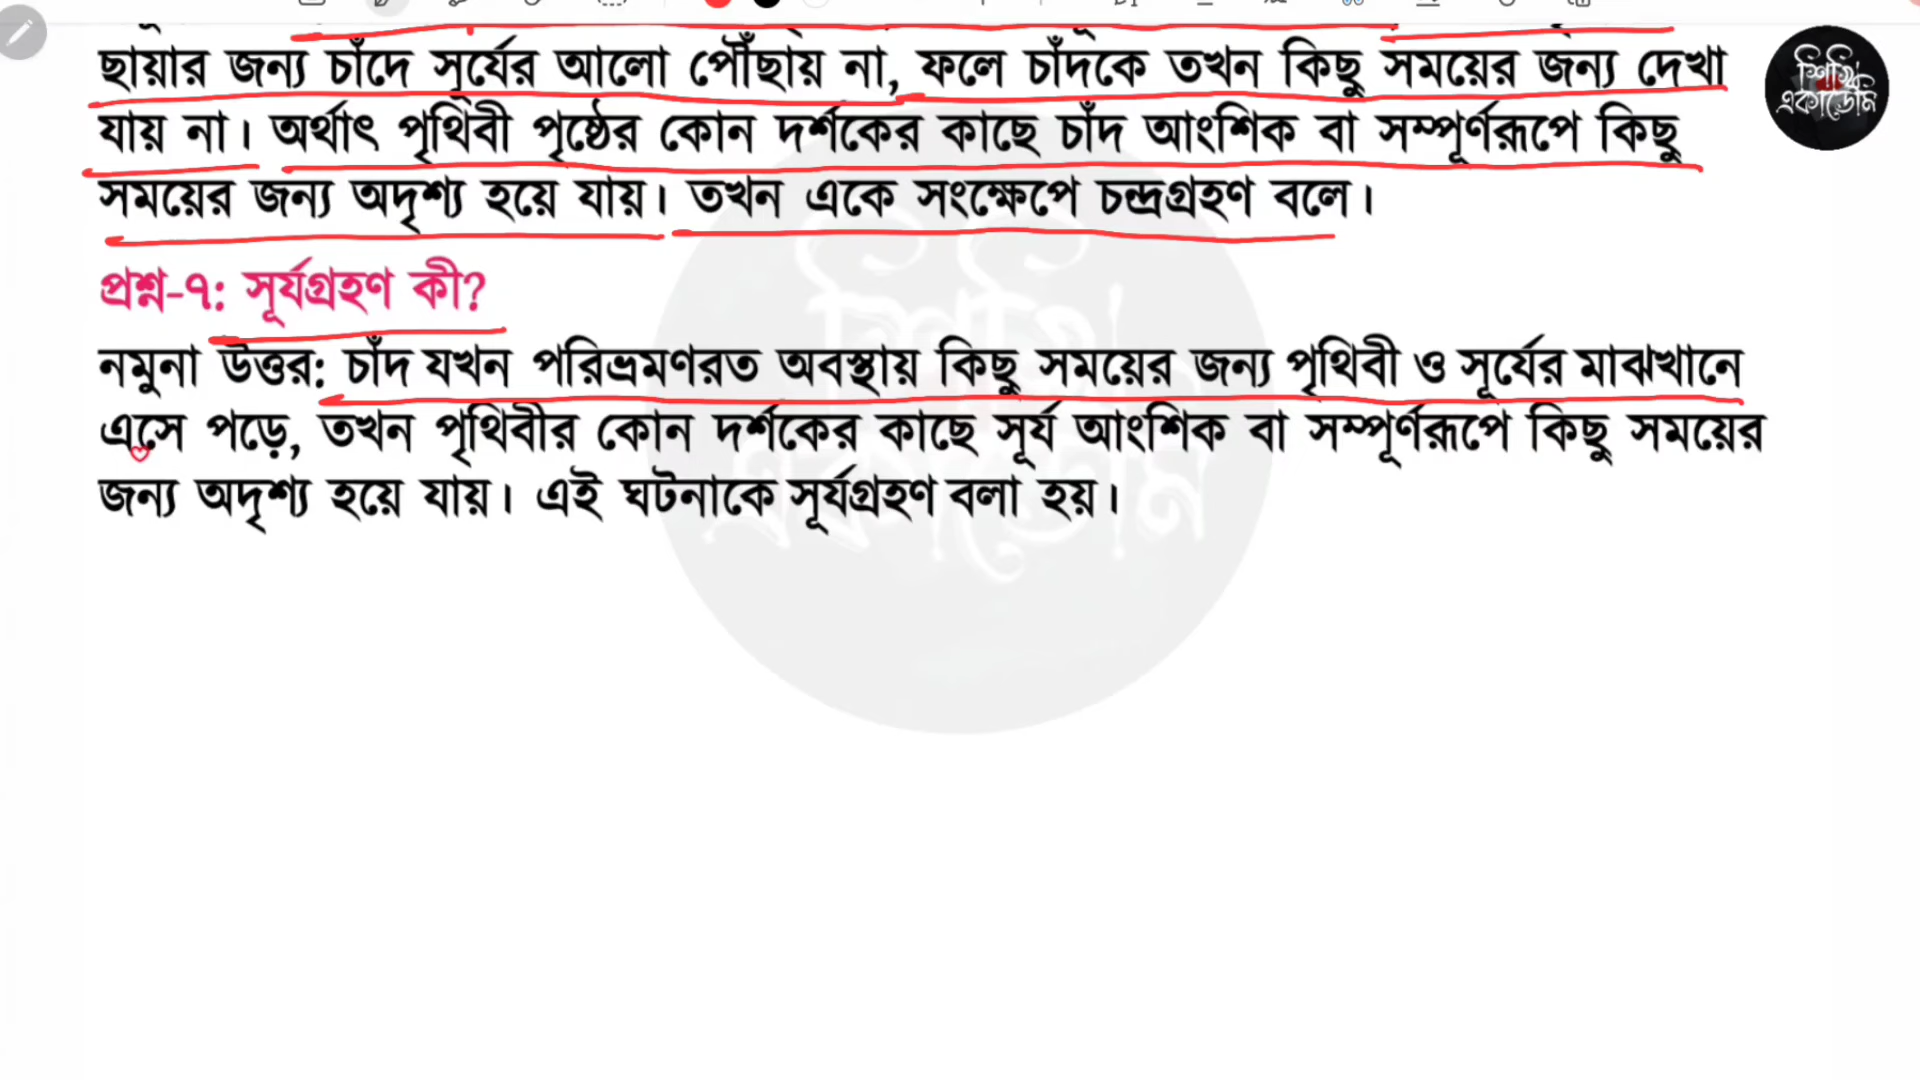 ছায়ার জন্য চাঁদে সূর্যের আলো পৌঁছায় না, ফলে চাঁদকে তখন কিছু সময়ের জন্য দেখা
যায় না। অর্থাৎ পৃথিবী পৃষ্ঠের কোন দর্শকের কাছে চাঁদ আংশিক বা সম্পূর্ণরূপে কিছু
সময়ের জন্য অদৃশ্য হয়ে যায়। তখন একে সংক্ষেপে চন্দ্রগ্রহণ বলে।
প্রশ্ন-৭: সূর্যগ্রহণ কী?
নমুনা উত্তর: চাঁদ যখন পরিভ্রমণরত অবস্থায় কিছু সময়ের জন্য পৃথিবী ও সূর্যের মাঝখানে
এসে পড়ে, তখন পৃথিবীর কোন দর্শকের কাছে সূর্য আংশিক বা সম্পূর্ণরূপে কিছু সময়ের
জন্য অদৃশ্য হয়ে যায়। এই ঘটনাকে সূর্যগ্রহণ বলা হয়।
একাডেমি